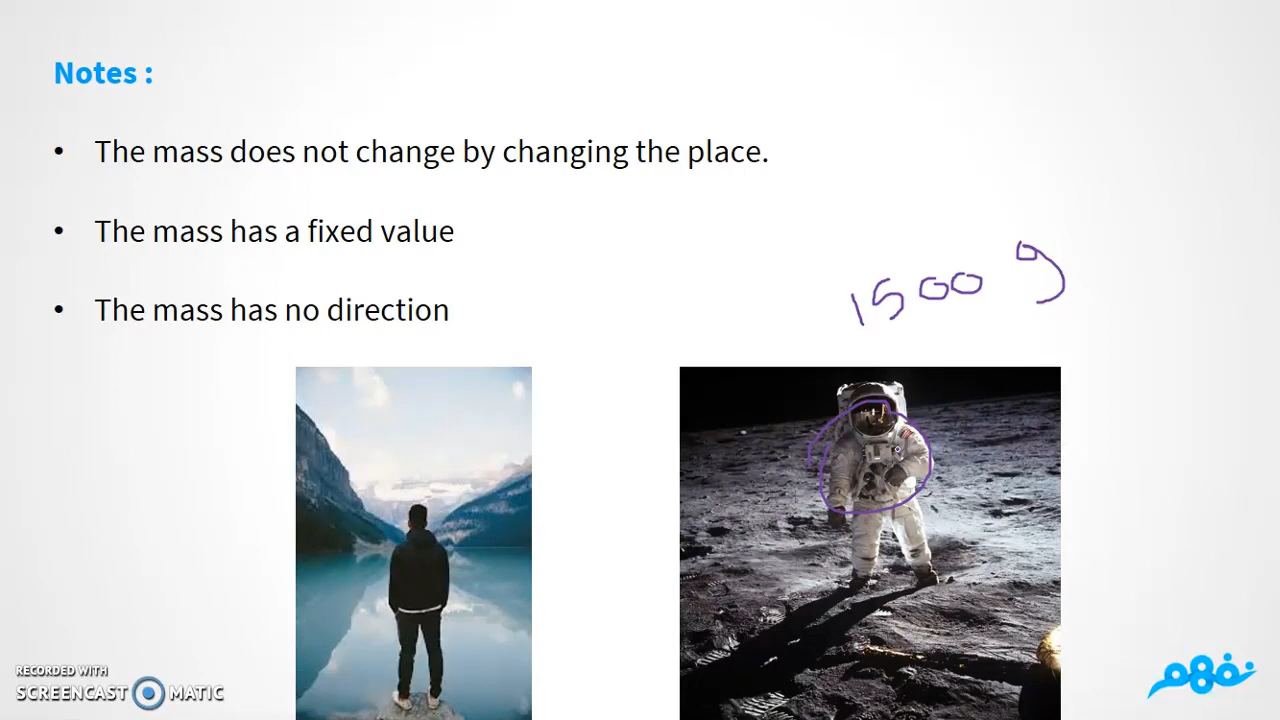 Notes :
• The mass does not change by changing the place.
• The mass has a fixed value
• The mass has no direction
1500 g
RECORDED WITH
SCREENCAST MATIC
نفهم